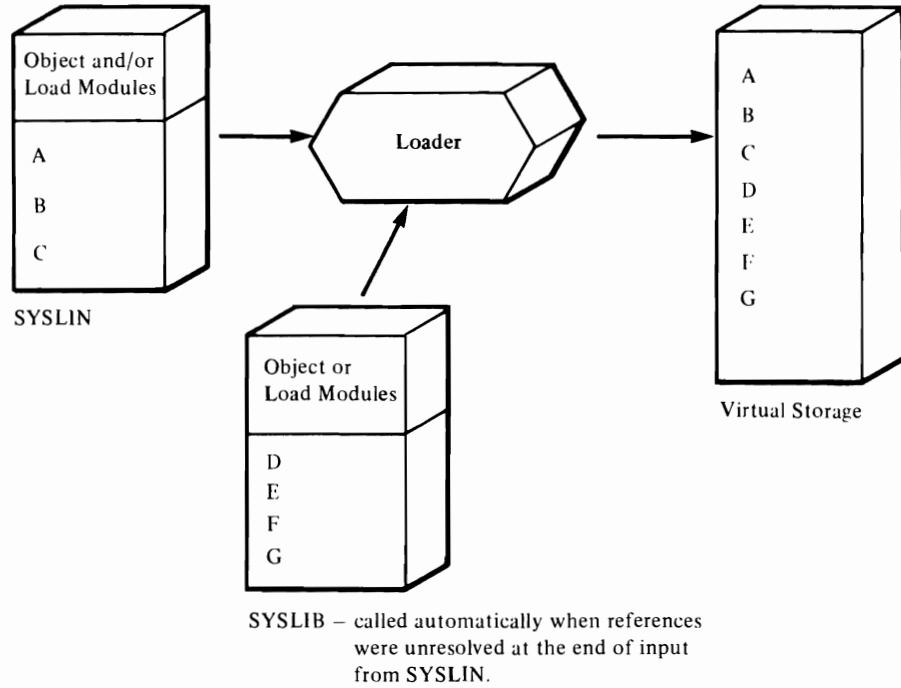 Object and/or
Load Modules
A
B
C
SYSLIN
Loader
Object or
Load Modules
D
E
F
G
SYSLIB – called automatically when references
were unresolved at the end of input
from SYSLIN.
A
B
C
D
E
F
G
Virtual Storage